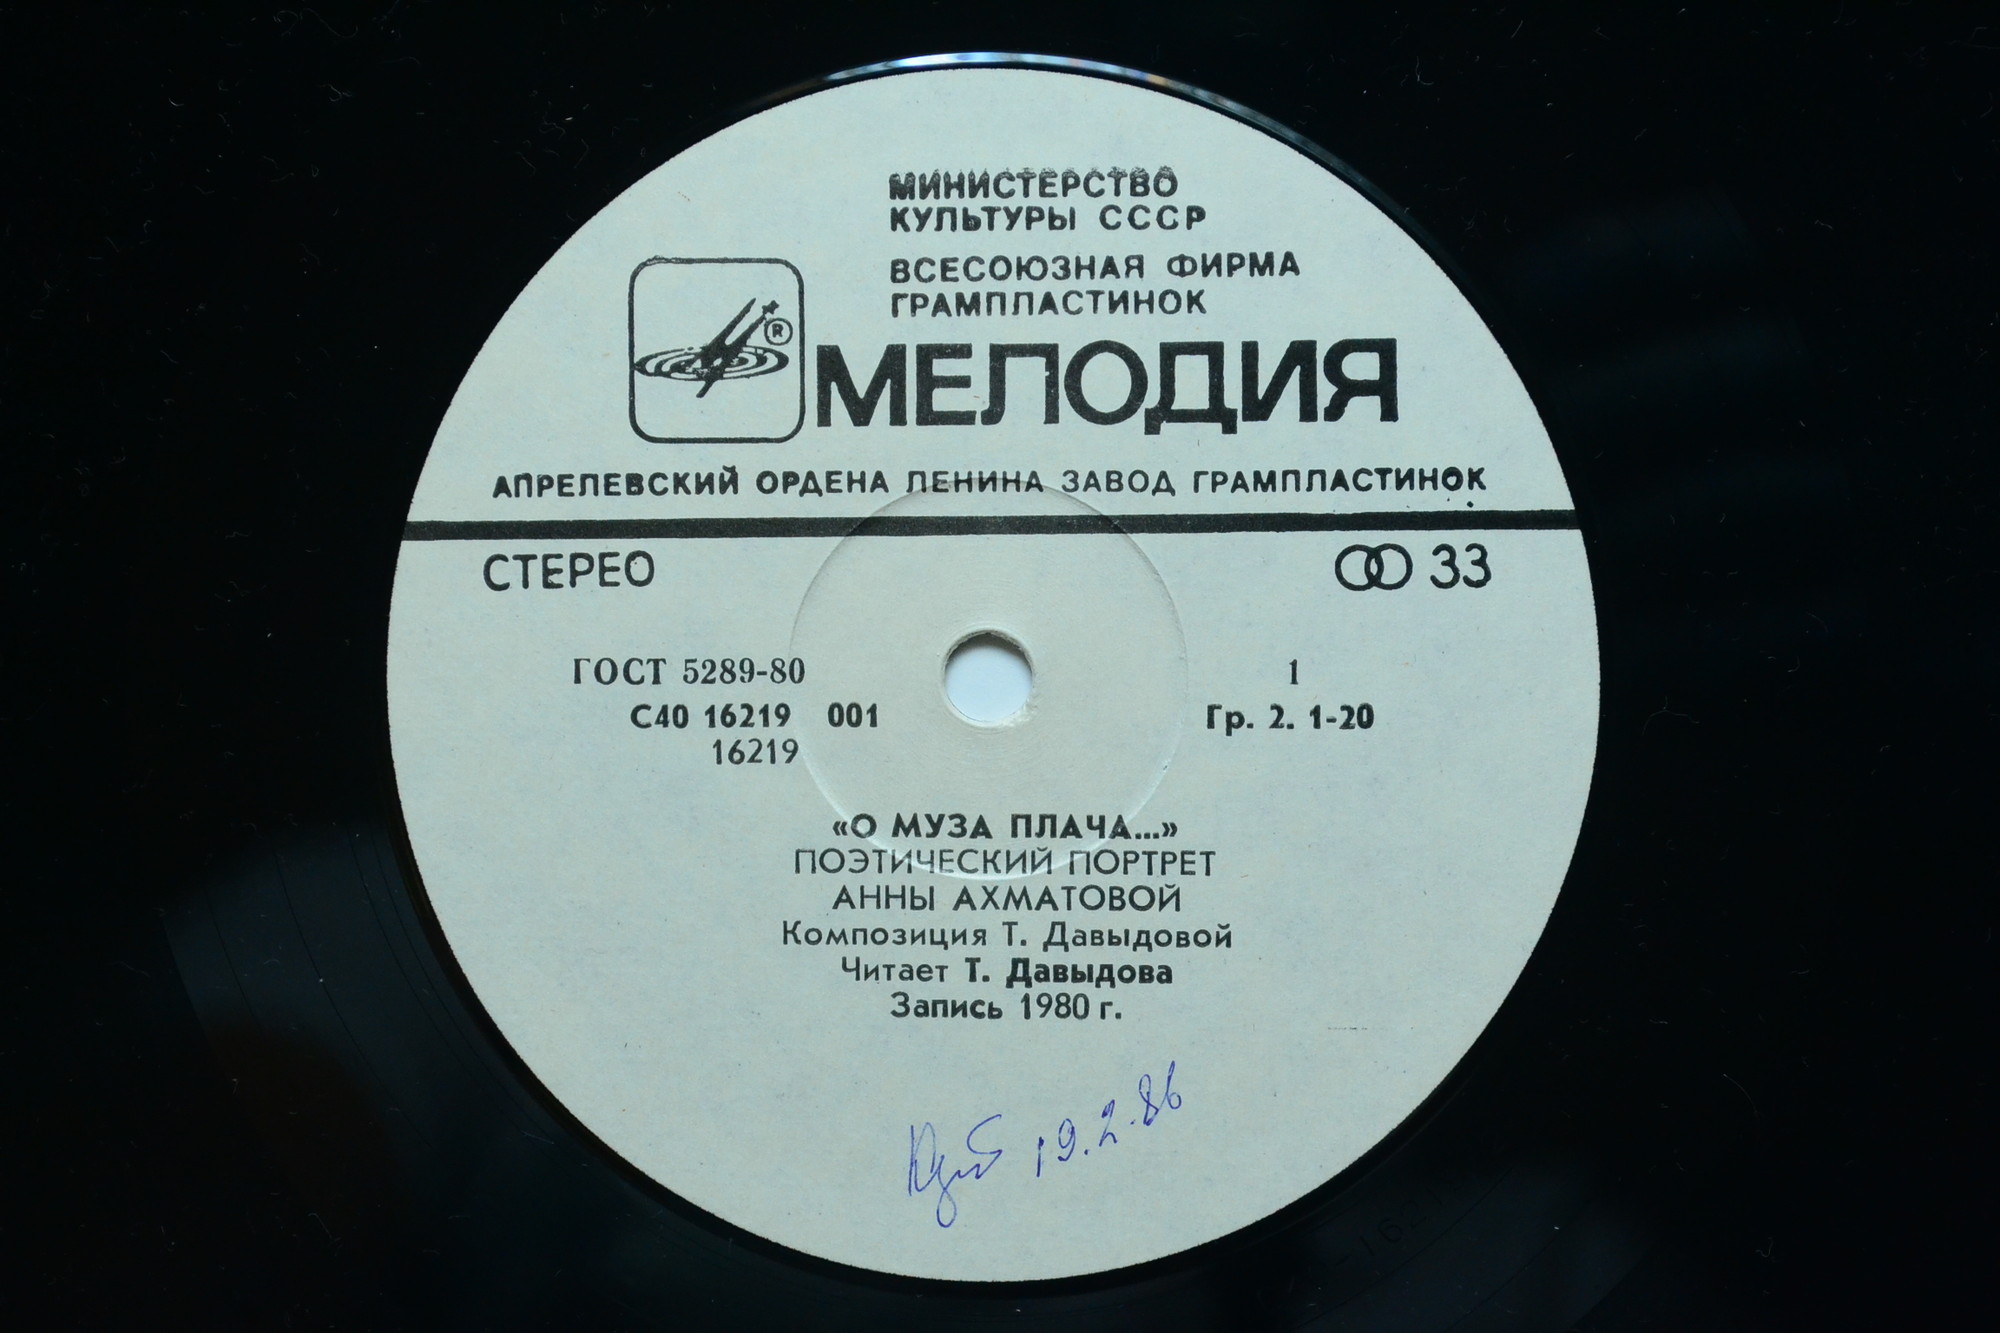 МИНИСТЕРСТВО
КУЛЬТУРЫ СССР
ВСЕСОЮЗНАЯ ФИРМА
ГРАМПЛАСТИНОК
®
МЕЛОДИЯ
АПРЕЛЕВСКИЙ ОРДЕНА ЛЕНИНА ЗАВОД ГРАМПЛАСТИНОК
СТЕРЕО 33
ГОСТ 5289-80 1
С40 16219 001 Гр. 2. 1-20
16219
«О МУЗА ПЛАЧА...»
ПОЭТИЧЕСКИЙ ПОРТРЕТ
АННЫ АХМАТОВОЙ
Композиция Т. Давыдовой
Читает Т. Давыдова
Запись 1980 г.
19.2.86